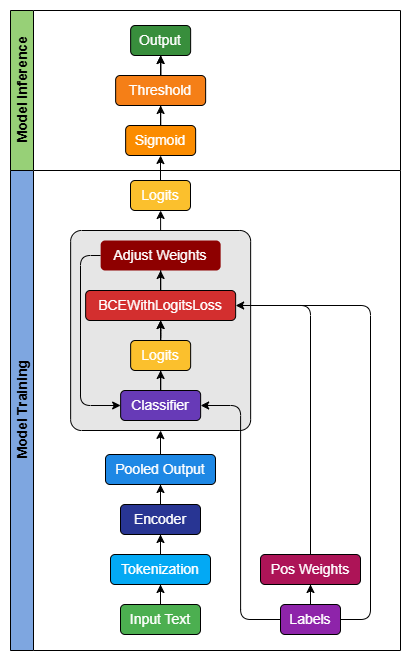 Model Inference
Output
Threshold
Sigmoid
Model Training
Logits
Adjust Weights
BCEWithLogitsLoss
Logits
Classifier
Pooled Output
Encoder
Tokenization
Pos Weights
Input Text
Labels